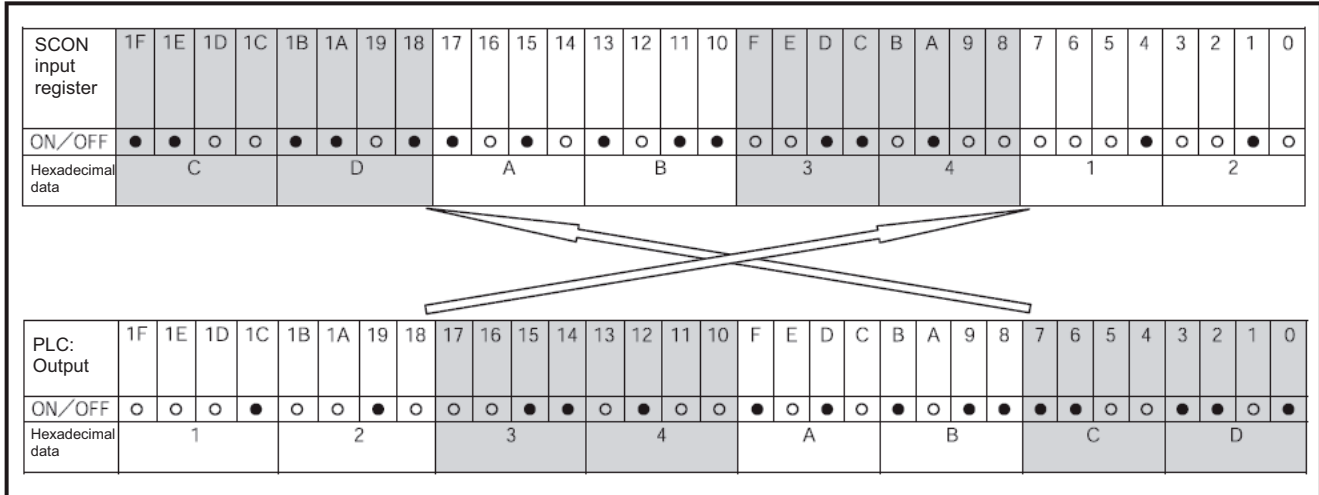 SCON input register 1F 1E 1D 1C 1B 1A 19 18 17 16 15 14 13 12 11 10 F E D C B A 9 8 7 6 5 4 3 2 1 0
ON/OFF ● ● ○ ○ ● ● ○ ● ● ○ ● ○ ● ○ ● ● ○ ○ ● ● ○ ● ○ ○ ○ ○ ○ ● ○ ○ ● ○
Hexadecimal data C D A B 3 4 1 2
PLC: Output 1F 1E 1D 1C 1B 1A 19 18 17 16 15 14 13 12 11 10 F E D C B A 9 8 7 6 5 4 3 2 1 0
ON/OFF ○ ○ ○ ● ○ ○ ● ○ ○ ○ ● ● ○ ● ○ ○ ● ○ ● ○ ● ○ ● ● ● ● ○ ○ ● ● ○ ●
Hexadecimal data 1 2 3 4 A B C D